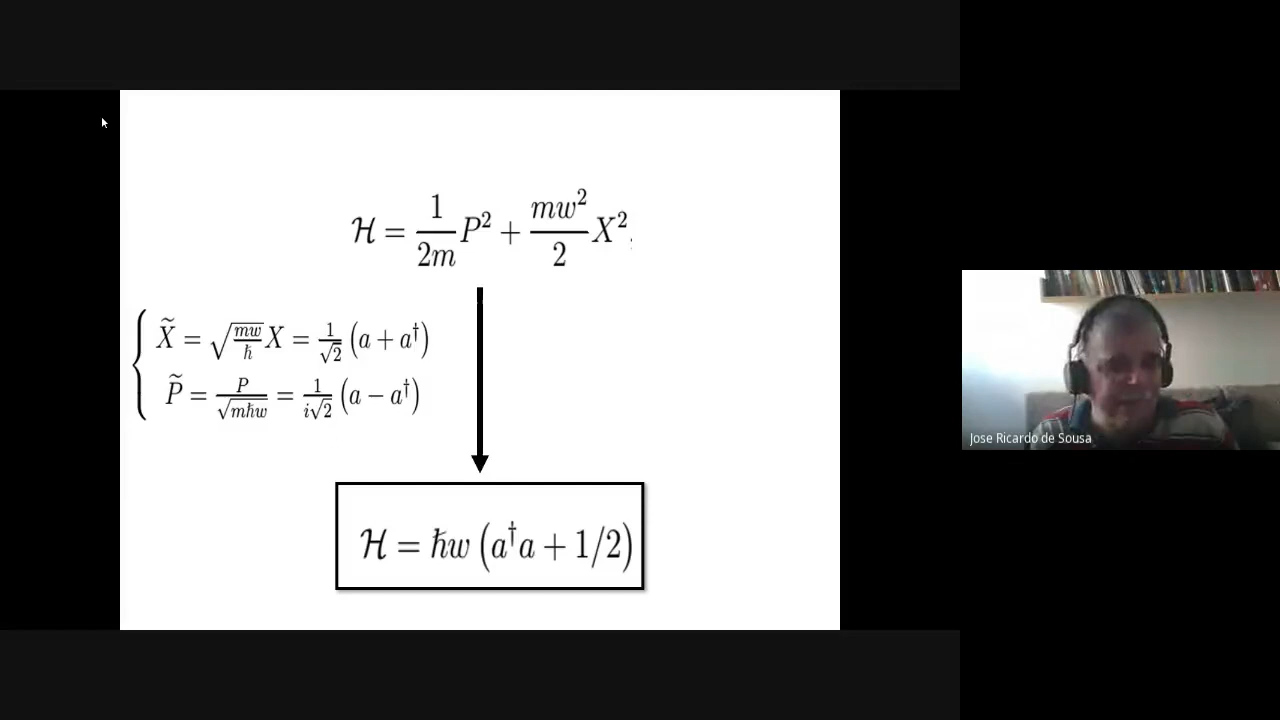 ℋ = 1/2m P² + mw²/2 X²,
X̃ = √(mw/ħ) X = 1/√2 (a + a†)
P̃ = P/√(mħw) = 1/i√2 (a − a†)
ℋ = ħw (a†a + 1/2)
Jose Ricardo de Sousa